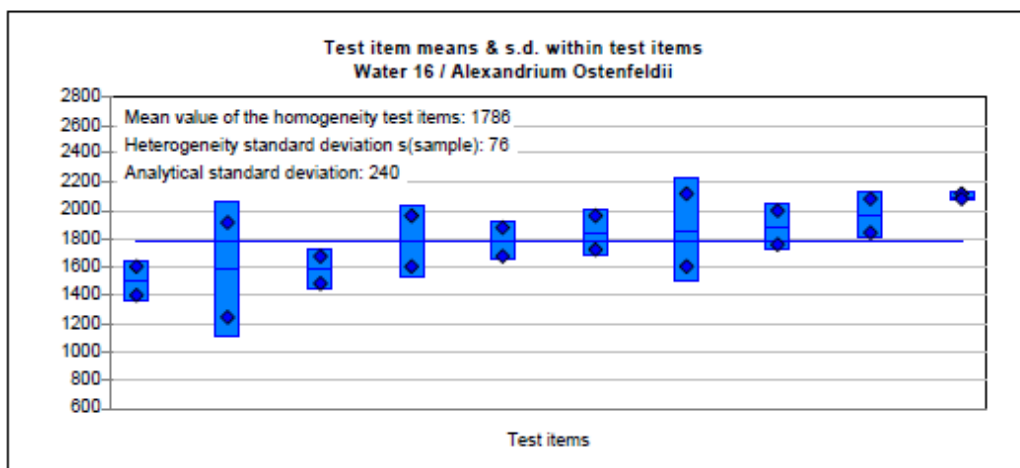 Test item means & s.d. within test items
Water 16 / Alexandrium Ostenfeldii
2800
Mean value of the homogeneity test items: 1786
2600
Heterogeneity standard deviation s(sample): 76
2400
Analytical standard deviation: 240
2200
2000
1800
1600
1400
1200
1000
800
600
Test items